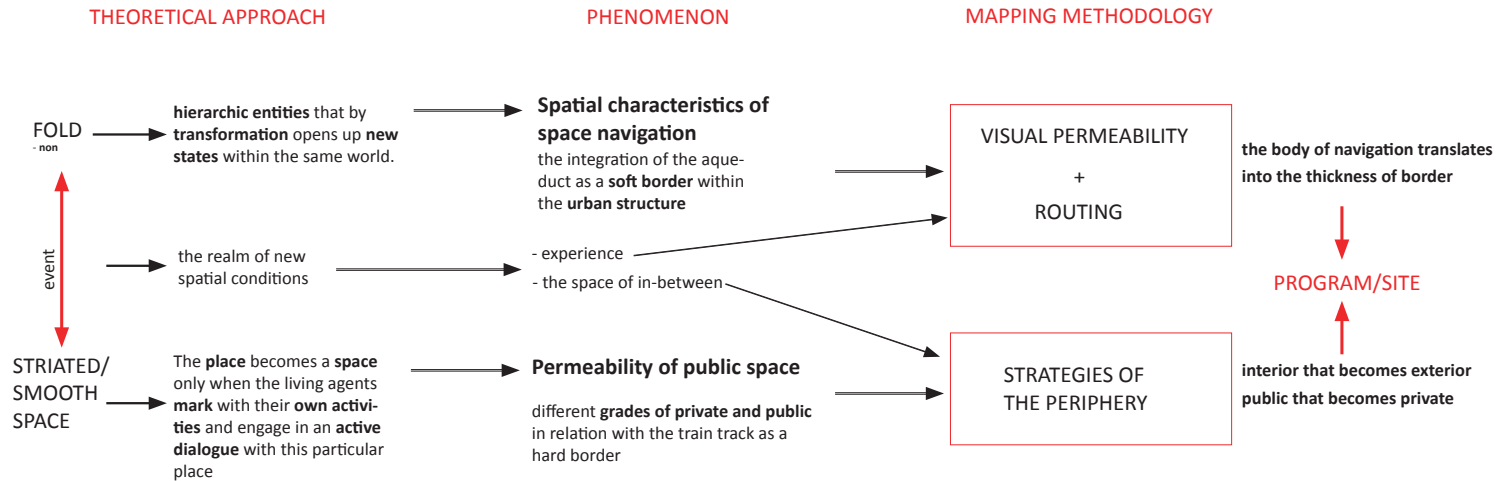 THEORETICAL APPROACH
PHENOMENON
MAPPING METHODOLOGY
FOLD
- non
hierarchic entities that by
transformation opens up new
states within the same world.
Spatial characteristics of
space navigation
the integration of the aque-
duct as a soft border within
the urban structure
VISUAL PERMEABILITY
+
ROUTING
the body of navigation translates
into the thickness of border
event
the realm of new
spatial conditions
- experience
- the space of in-between
PROGRAM/SITE
STRIATED/
SMOOTH
SPACE
The place becomes a space
only when the living agents
mark with their own activi-
ties and engage in an active
dialogue with this particular
place
Permeability of public space
different grades of private and public
in relation with the train track as a
hard border
STRATEGIES OF
THE PERIPHERY
interior that becomes exterior
public that becomes private